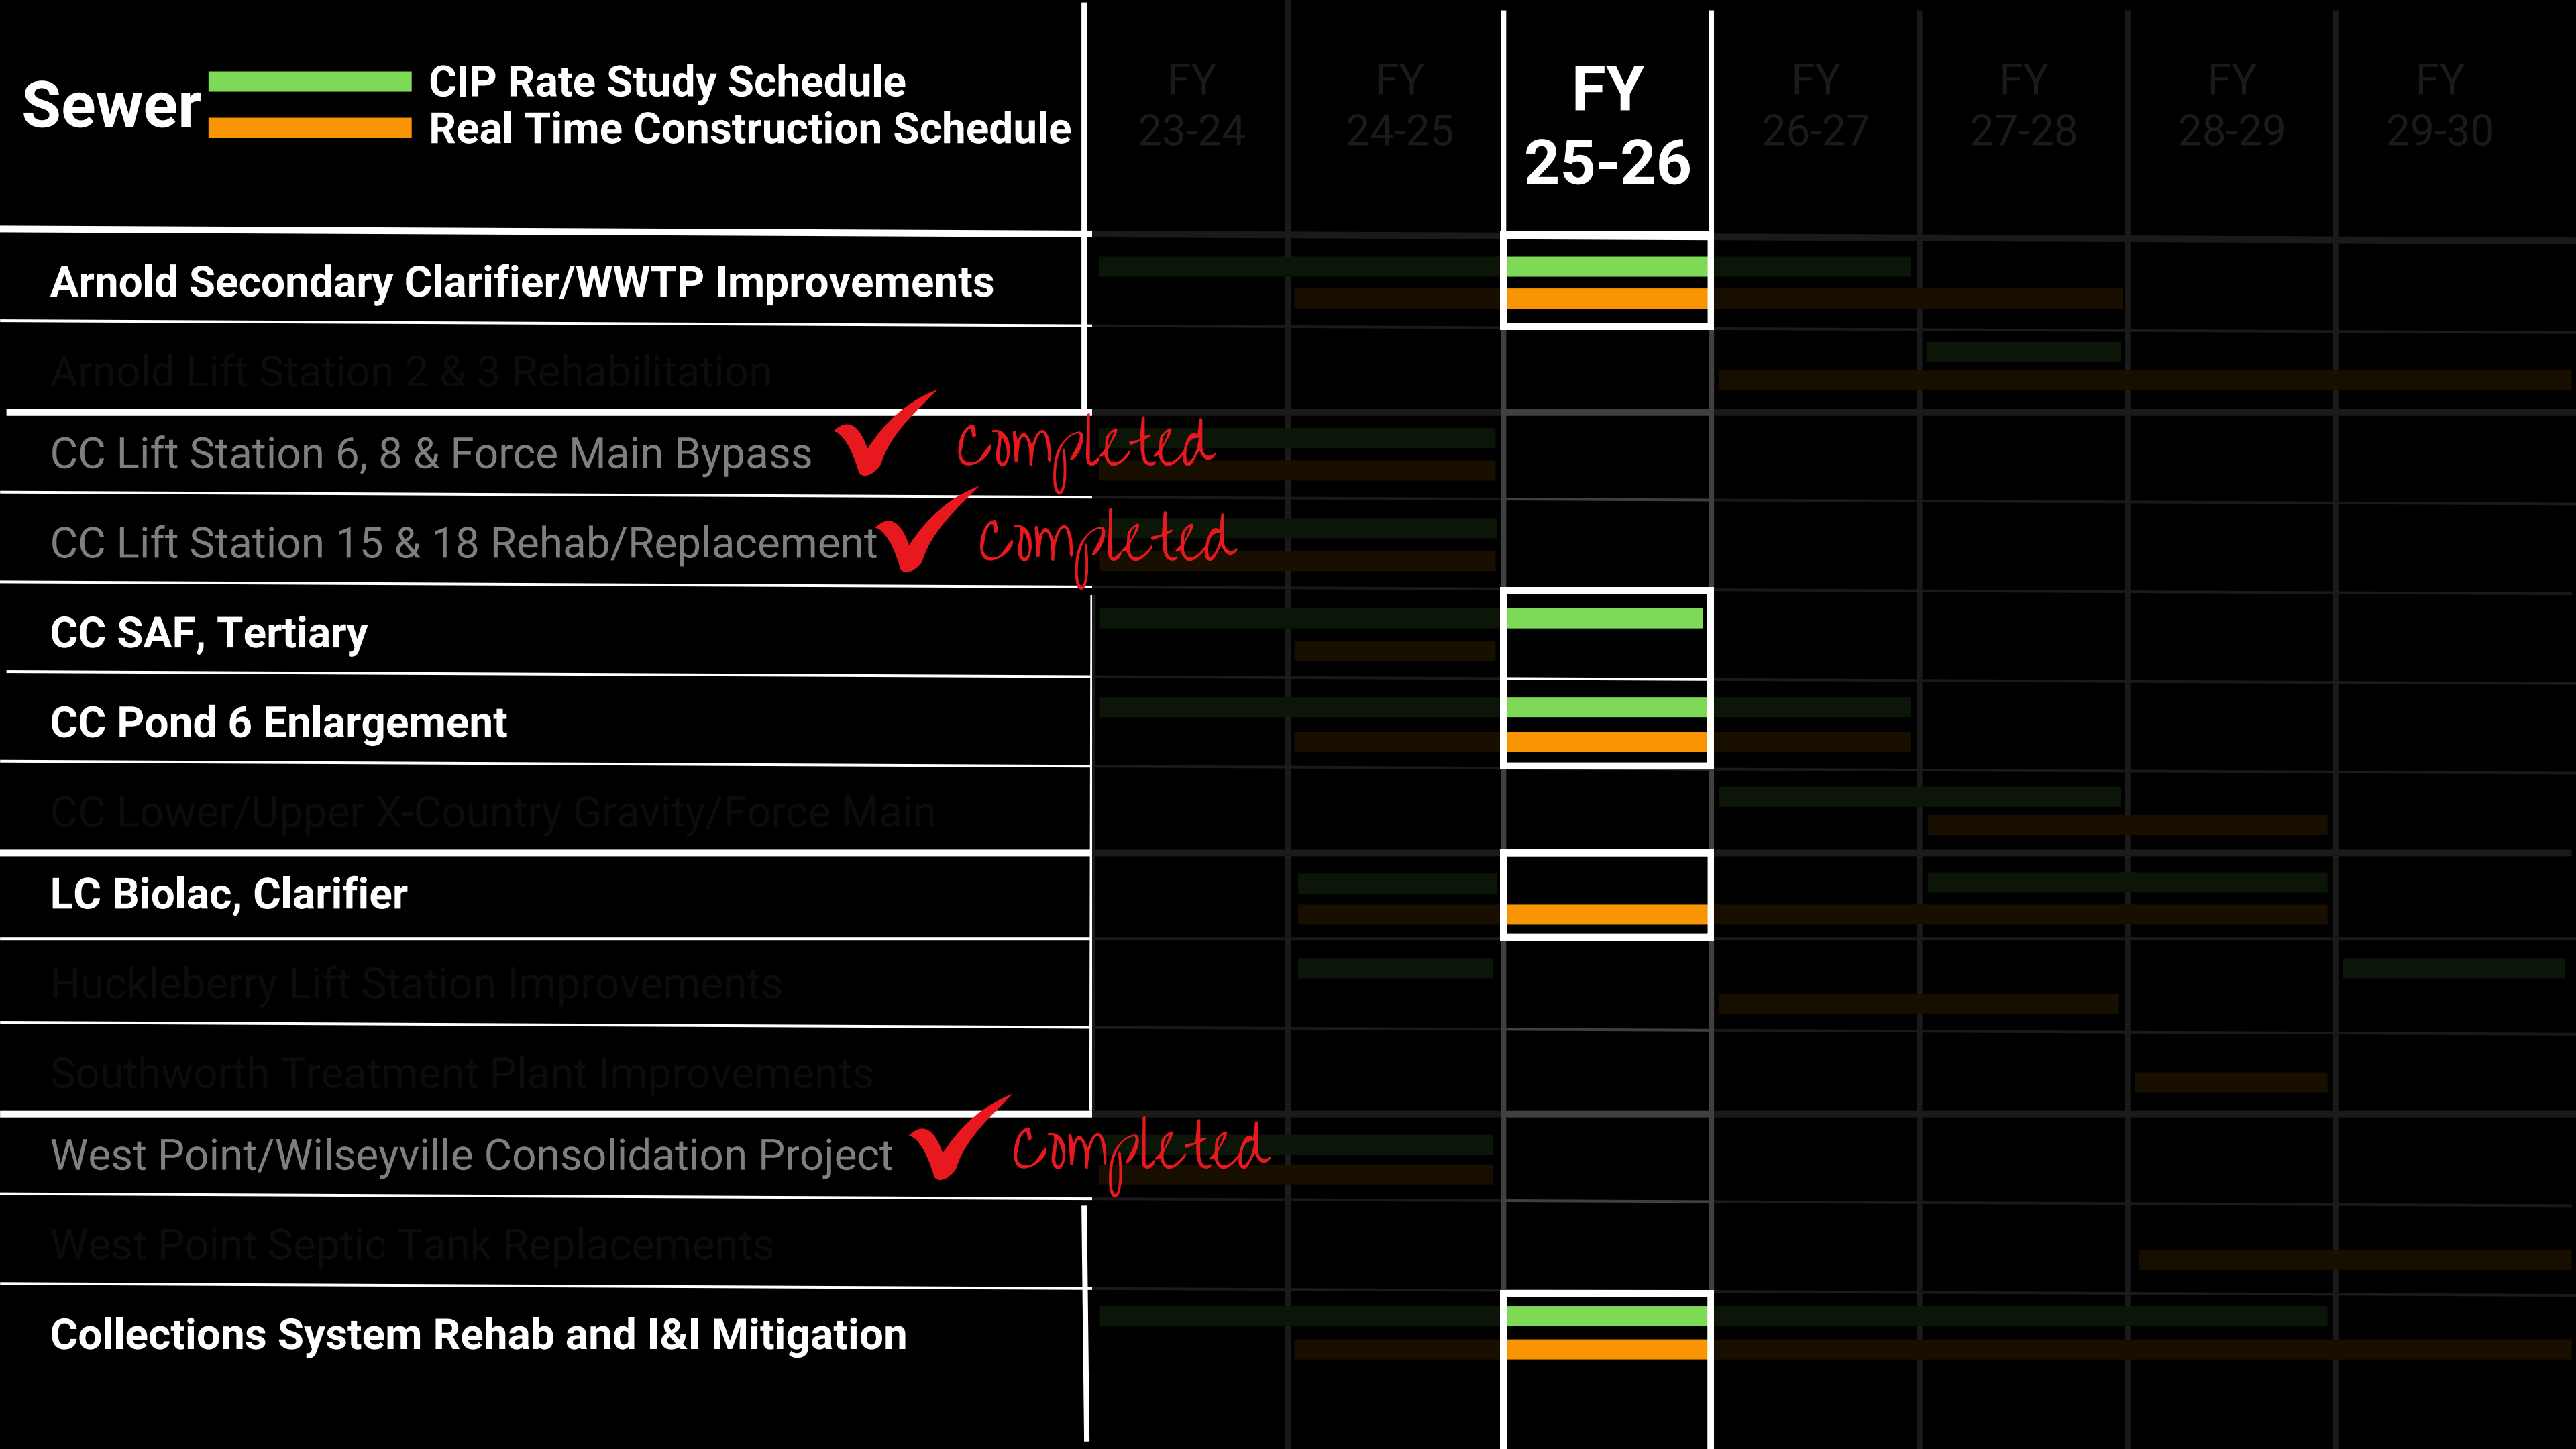 Sewer
CIP Rate Study Schedule
Real Time Construction Schedule
FY
23-24
FY
24-25
FY
25-26
FY
26-27
FY
27-28
FY
28-29
FY
29-30
Arnold Secondary Clarifier/WWTP Improvements
Arnold Lift Station 2 & 3 Rehabilitation
CC Lift Station 6, 8 & Force Main Bypass completed
CC Lift Station 15 & 18 Rehab/Replacement completed
CC SAF, Tertiary
CC Pond 6 Enlargement
CC Lower/Upper X-Country Gravity/Force Main
LC Biolac, Clarifier
Huckleberry Lift Station Improvements
Southworth Treatment Plant Improvements
West Point/Wilseyville Consolidation Project completed
West Point Septic Tank Replacements
Collections System Rehab and I&I Mitigation